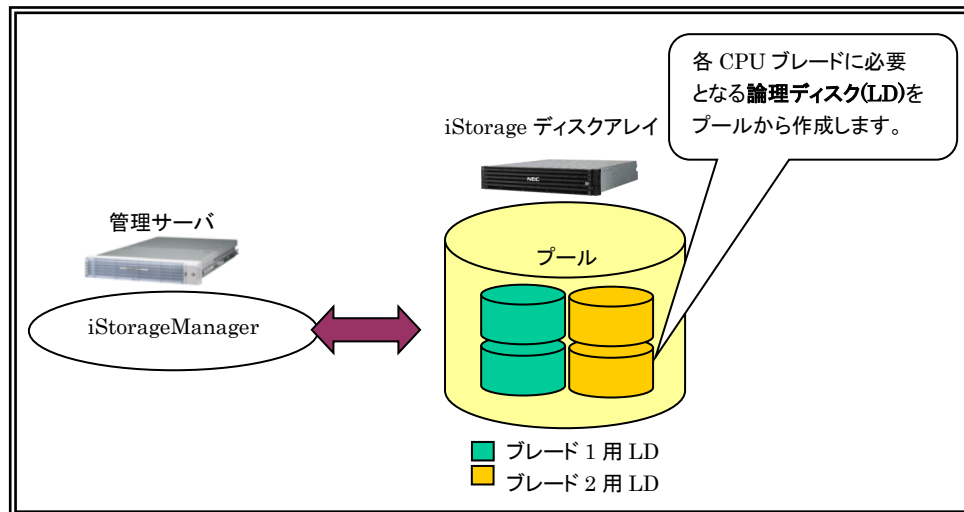 各 CPU ブレードに必要
となる論理ディスク(LD)を
プールから作成します。
iStorage ディスクアレイ
NEC
管理サーバ
プール
iStorageManager
ブレード 1 用 LD
ブレード 2 用 LD